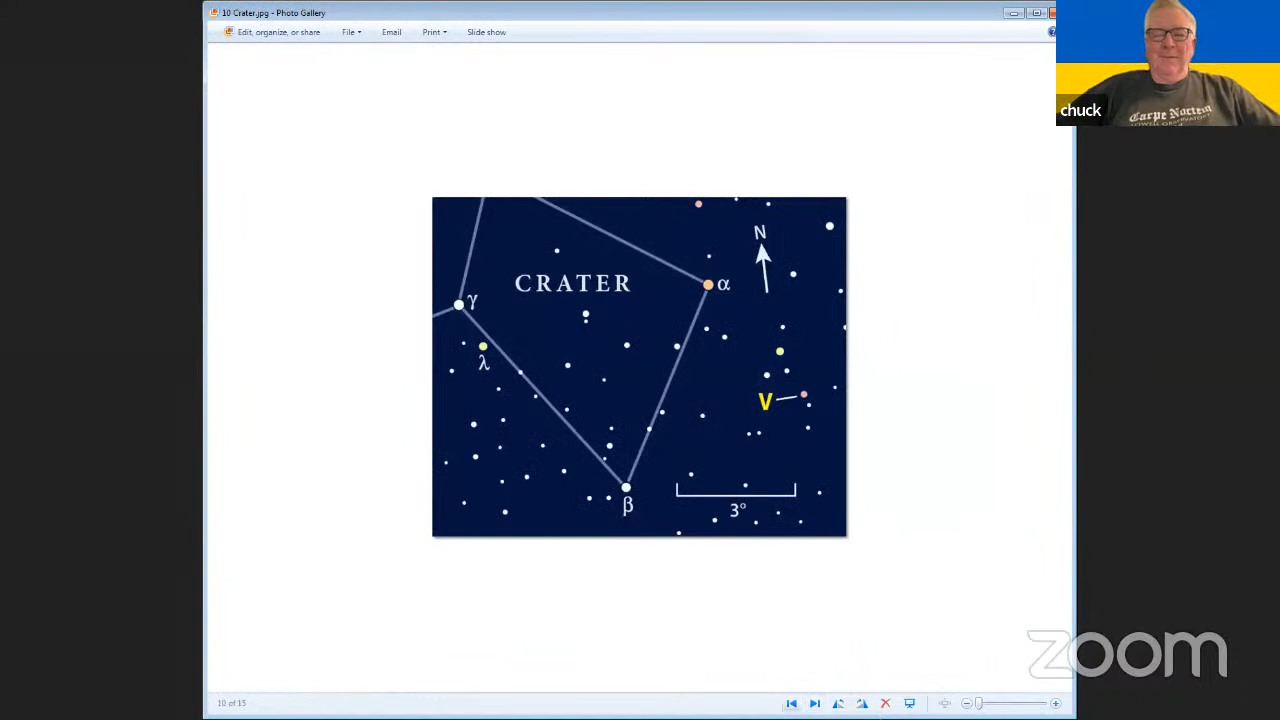 10 Crater.jpg - Photo Gallery
Edit, organize, or share File Email Print Slide show
chuck
Carpe Noctem
N
CRATER
α
γ
λ
V
β
3°
zoom
10 of 15